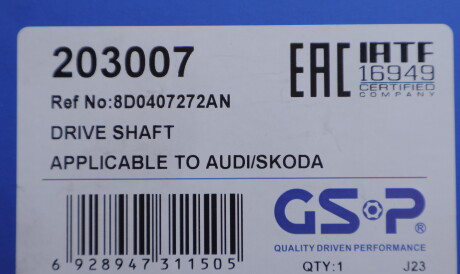 203007
Ref No:8D0407272AN
DRIVE SHAFT
APPLICABLE TO AUDI/SKODA
EAC
IATF
16949
CERTIFIED
COMPANY
6 928947 311505
GS·P®
QUALITY DRIVEN PERFORMANCE
QTY:1 J23